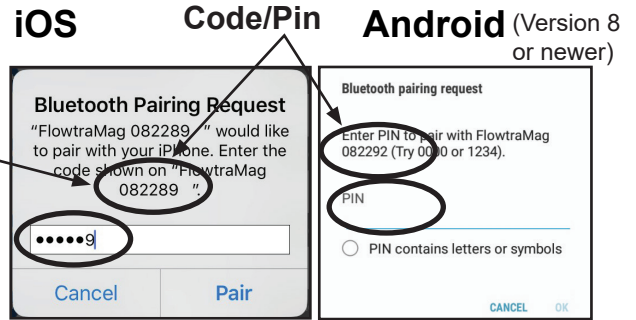 iOS
Code/Pin
Android (Version 8
or newer)
Bluetooth Pairing Request
“FlowtraMag 082289   ” would like
to pair with your iPhone. Enter the
code shown on “FlowtraMag
082289   ”.
●●●●●9
Cancel
Pair
Bluetooth pairing request
Enter PIN to pair with FlowtraMag
082292 (Try 0000 or 1234).
PIN
PIN contains letters or symbols
CANCEL
OK